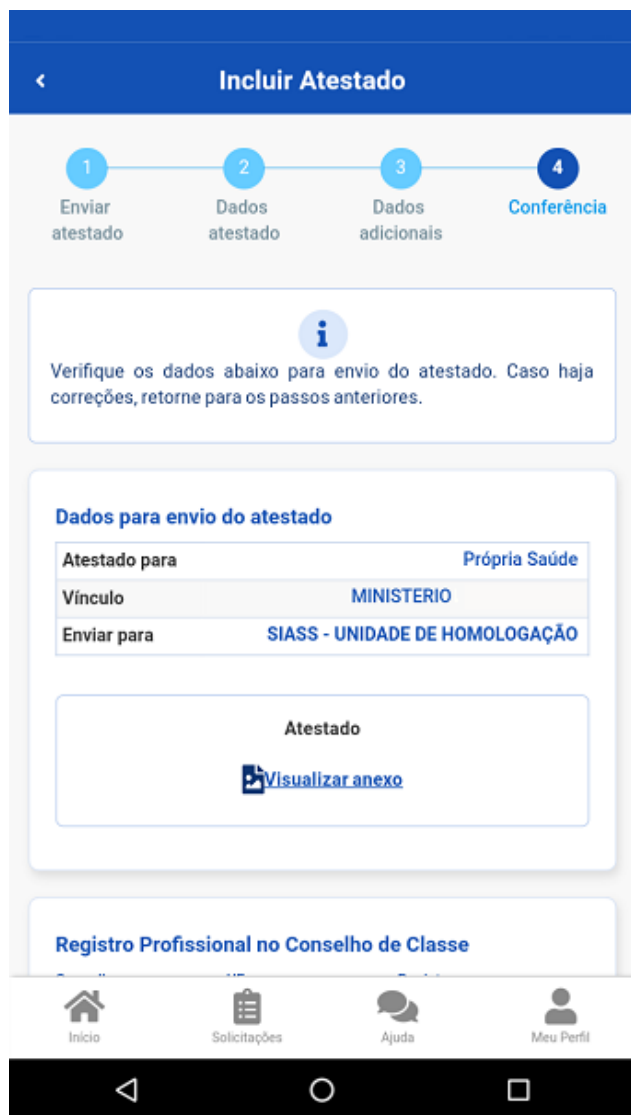 Incluir Atestado
1 2 3 4
Enviar atestado
Dados atestado
Dados adicionais
Conferência
Verifique os dados abaixo para envio do atestado. Caso haja
correções, retorne para os passos anteriores.
Dados para envio do atestado
Atestado para Própria Saúde
Vínculo MINISTERIO
Enviar para SIASS - UNIDADE DE HOMOLOGAÇÃO
Atestado
Visualizar anexo
Registro Profissional no Conselho de Classe
Início Solicitações Ajuda Meu Perfil